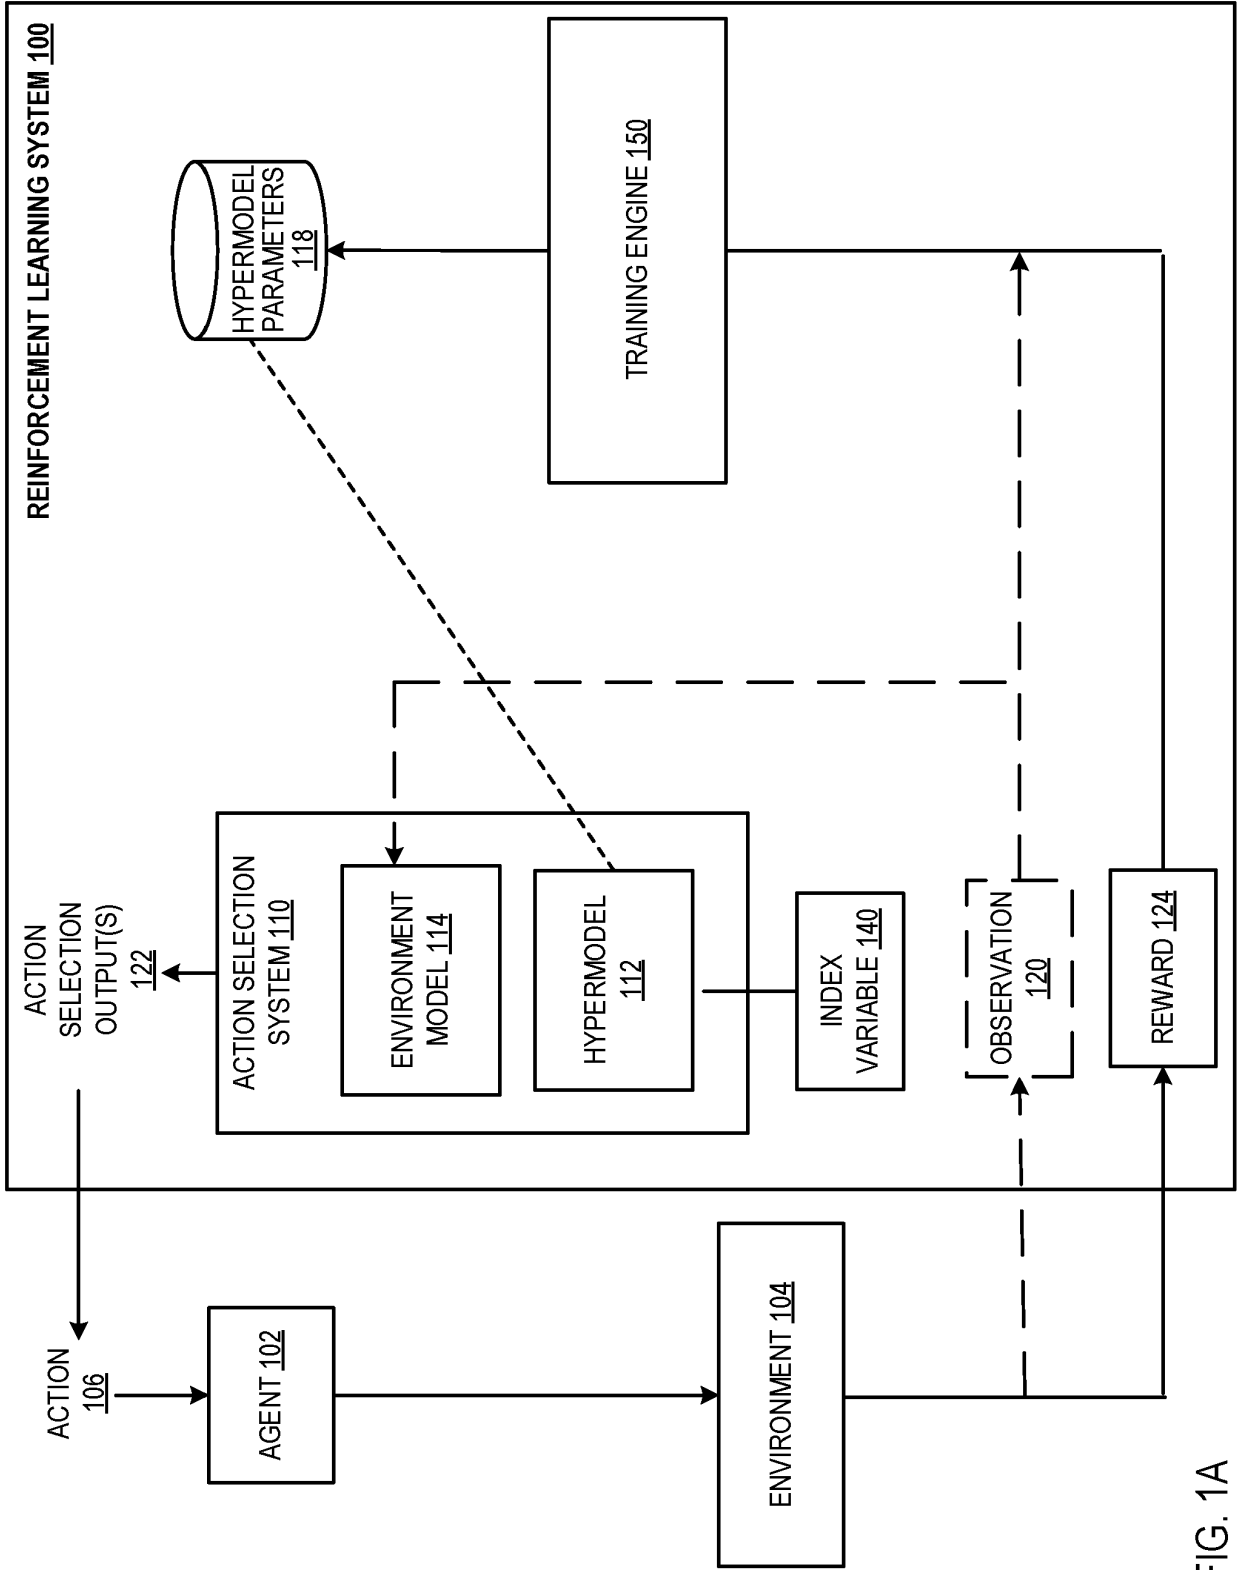 REINFORCEMENT LEARNING SYSTEM 100
ACTION
106
ACTION
SELECTION
OUTPUT(S)
122
AGENT 102
ACTION SELECTION
SYSTEM 110
ENVIRONMENT
MODEL 114
HYPERMODEL
112
HYPERMODEL
PARAMETERS
118
ENVIRONMENT 104
INDEX
VARIABLE 140
TRAINING ENGINE 150
OBSERVATION
120
REWARD 124
FIG. 1A